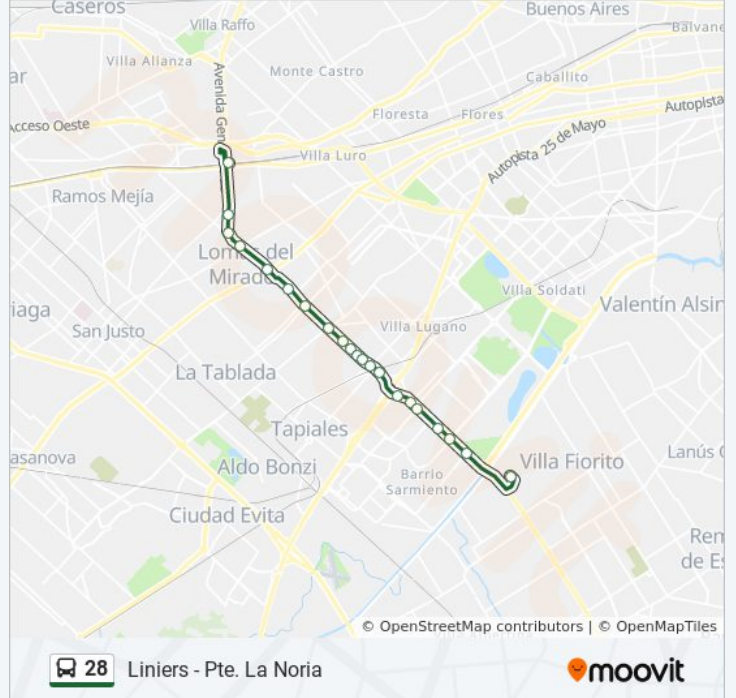 Caseros
Villa Raffo
Buenos Aires
Balvane
Villa Alianza
Monte Castro
Caballito
ar
Avenida Gen
Floresta
Flores
Autopista
Acceso Oeste
Autopista 25 de Mayo
Villa Luro
Ramos Mejía
Lomas del
Mirador
Villa Soldati
Valentín Alsin
iaga
San Justo
Villa Lugano
La Tablada
Tapiales
asanova
Aldo Bonzi
Villa Fiorito
Lanús
Barrio
Sarmiento
Ciudad Evita
Rem
de Es
© OpenStreetMap contributors | © OpenMapTiles
28 Liniers - Pte. La Noria
moovit